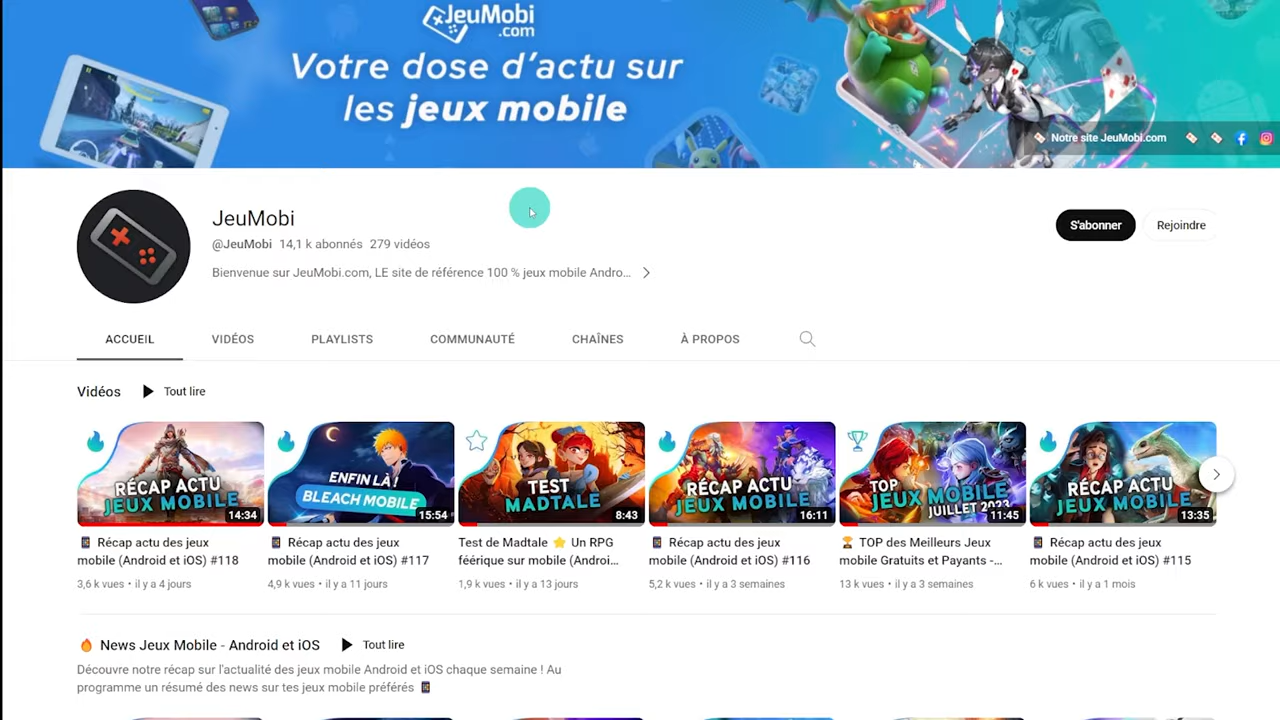 JeuMobi
.com
Votre dose d'actu sur
les jeux mobile
Notre site JeuMobi.com
JeuMobi
@JeuMobi 14,1 k abonnés 279 vidéos
S'abonner
Rejoindre
Bienvenue sur JeuMobi.com, LE site de référence 100 % jeux mobile Andro...
ACCUEIL VIDÉOS PLAYLISTS COMMUNAUTÉ CHAÎNES À PROPOS
Vidéos Tout lire
RÉCAP ACTU
JEUX MOBILE
14:34
ENFIN LÀ !
BLEACH MOBILE
15:54
TEST
MADTALE
8:43
RÉCAP ACTU
JEUX MOBILE
16:11
TOP
JEUX MOBILE
JUILLET 2023
11:45
RÉCAP ACTU
JEUX MOBILE
13:35
Récap actu des jeux
mobile (Android et iOS) #118
3,6 k vues • il y a 4 jours
Récap actu des jeux
mobile (Android et iOS) #117
4,9 k vues • il y a 11 jours
Test de Madtale ⭐ Un RPG
féérique sur mobile (Androi...
1,9 k vues • il y a 13 jours
Récap actu des jeux
mobile (Android et iOS) #116
5,2 k vues • il y a 3 semaines
🏆 TOP des Meilleurs Jeux
mobile Gratuits et Payants -...
13 k vues • il y a 3 semaines
Récap actu des jeux
mobile (Android et iOS) #115
6 k vues • il y a 1 mois
🔥 News Jeux Mobile - Android et iOS Tout lire
Découvre notre récap sur l'actualité des jeux mobile Android et iOS chaque semaine ! Au
programme un résumé des news sur tes jeux mobile préférés